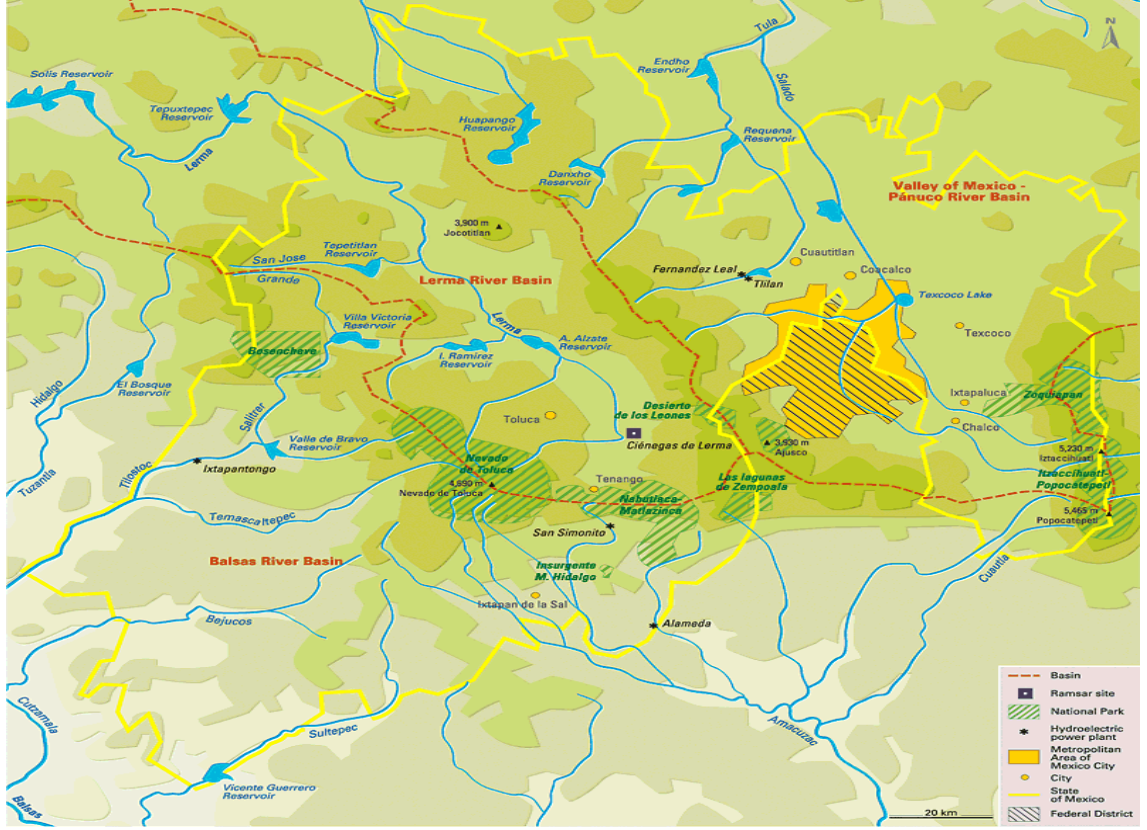 N
Tula
Endho
Reservoir
Salado
Solís Reservoir
Tepuxtepec
Reservoir
Huapango
Reservoir
Requena
Reservoir
Lerma
Danxho
Reservoir
Valley of Mexico -
Pánuco River Basin
3,900 m
Jocotitlan
San Jose
Tepetitlan
Reservoir
Grande
Lerma River Basin
Cuautitlan
Coacalco
Fernandez Leal
Tlilan
Texcoco Lake
Villa Victoria
Reservoir
Lerma
A. Alzate
Reservoir
Texcoco
Bosencheve
I. Ramírez
Reservoir
Hidalgo
El Bosque
Reservoir
Salitrer
Toluca
Desierto
de los Leones
Ixtapaluca
Zoquiapan
Chalco
Ciénegas de Lerma
3,930 m
Ajusco
Valle de Bravo
Reservoir
Ixtapantongo
Tilostoc
Tuzantla
Nevado
de Toluca
4,690 m
Nevado de Toluca
Tenango
Las lagunas
de Zempoala
5,230 m
Iztaccihuatl
Iztaccihuatl-
Popocatepetl
5,465 m
Popocatepetl
Nahutlaca-
Matlazinca
Temascaltepec
San Simonito
Balsas River Basin
Insurgente
M. Hidalgo
Cuautla
Ixtapan de la Sal
Bejucos
Alameda
Cutzamala
Sultepec
Amacuzac
Vicente Guerrero
Reservoir
Balsas
20 km
Basin
Ramsar site
National Park
Hydroelectric
power plant
Metropolitan
Area of
Mexico City
City
State
of Mexico
Federal District